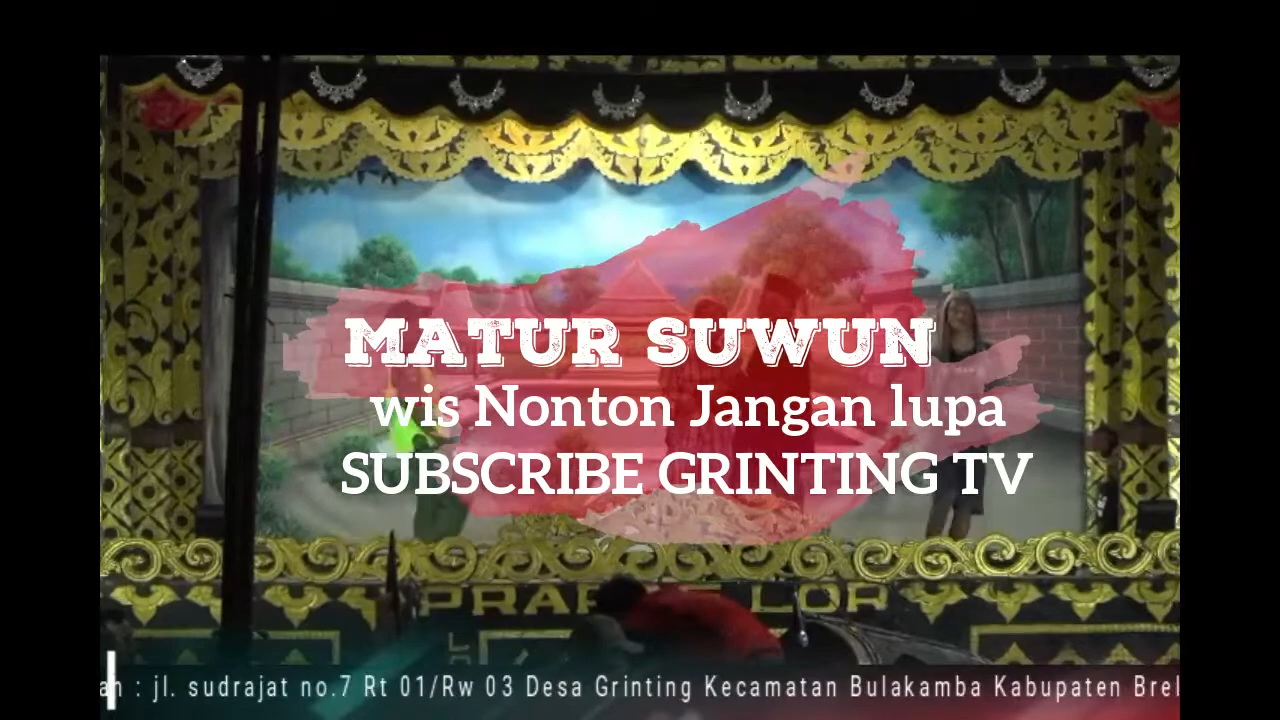 MATUR SUWUN
wis Nonton Jangan lupa
SUBSCRIBE GRINTING TV
LOR
: jl. sudrajat no.7 Rt 01/Rw 03 Desa Grinting Kecamatan Bulakamba Kabupaten